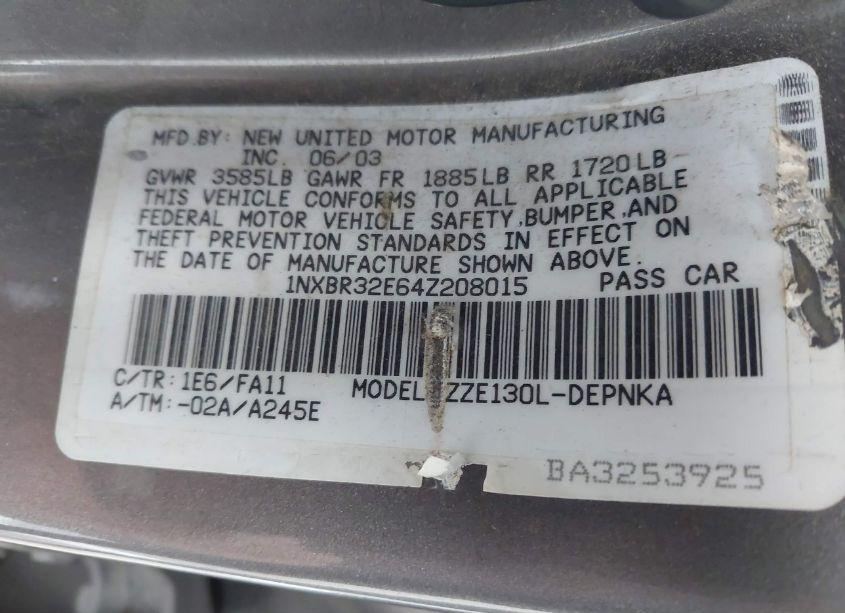 MFD.BY: NEW UNITED MOTOR MANUFACTURING
INC. 06/03
GVWR 3585LB GAWR FR 1885LB RR 1720LB
THIS VEHICLE CONFORMS TO ALL APPLICABLE
FEDERAL MOTOR VEHICLE SAFETY,BUMPER,AND
THEFT PREVENTION STANDARDS IN EFFECT ON
THE DATE OF MANUFACTURE SHOWN ABOVE.
1NXBR32E64Z208015 PASS CAR
C/TR:1E6/FA11 MODEL ZZE130L-DEPNKA
A/TM:-02A/A245E
BA3253925